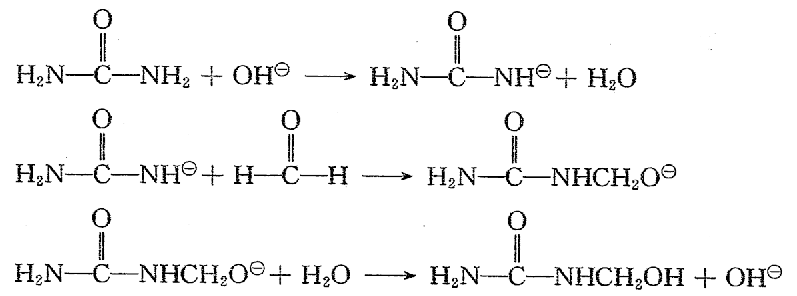 O O
H₂N—C—NH₂ + OH⊖ ⟶ H₂N—C—NH⊖ + H₂O
O O
H₂N—C—NH⊖ + H—C—H ⟶ H₂N—C—NHCH₂O⊖
O O
H₂N—C—NHCH₂O⊖ + H₂O ⟶ H₂N—C—NHCH₂OH + OH⊖